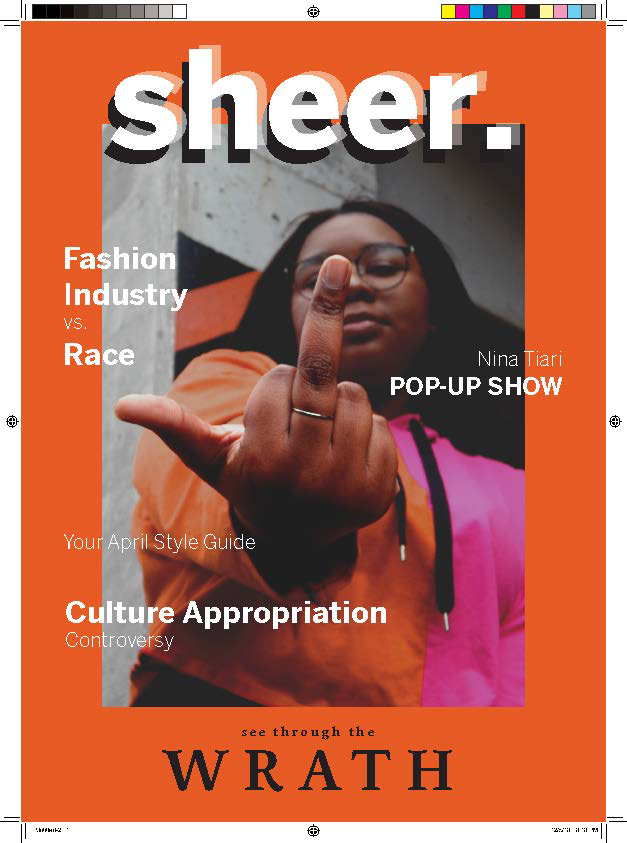 sheer.
Fashion
Industry
vs.
Race
Nina Tiari
POP-UP SHOW
Your April Style Guide
Culture Appropriation
Controversy
see through the
WRATH